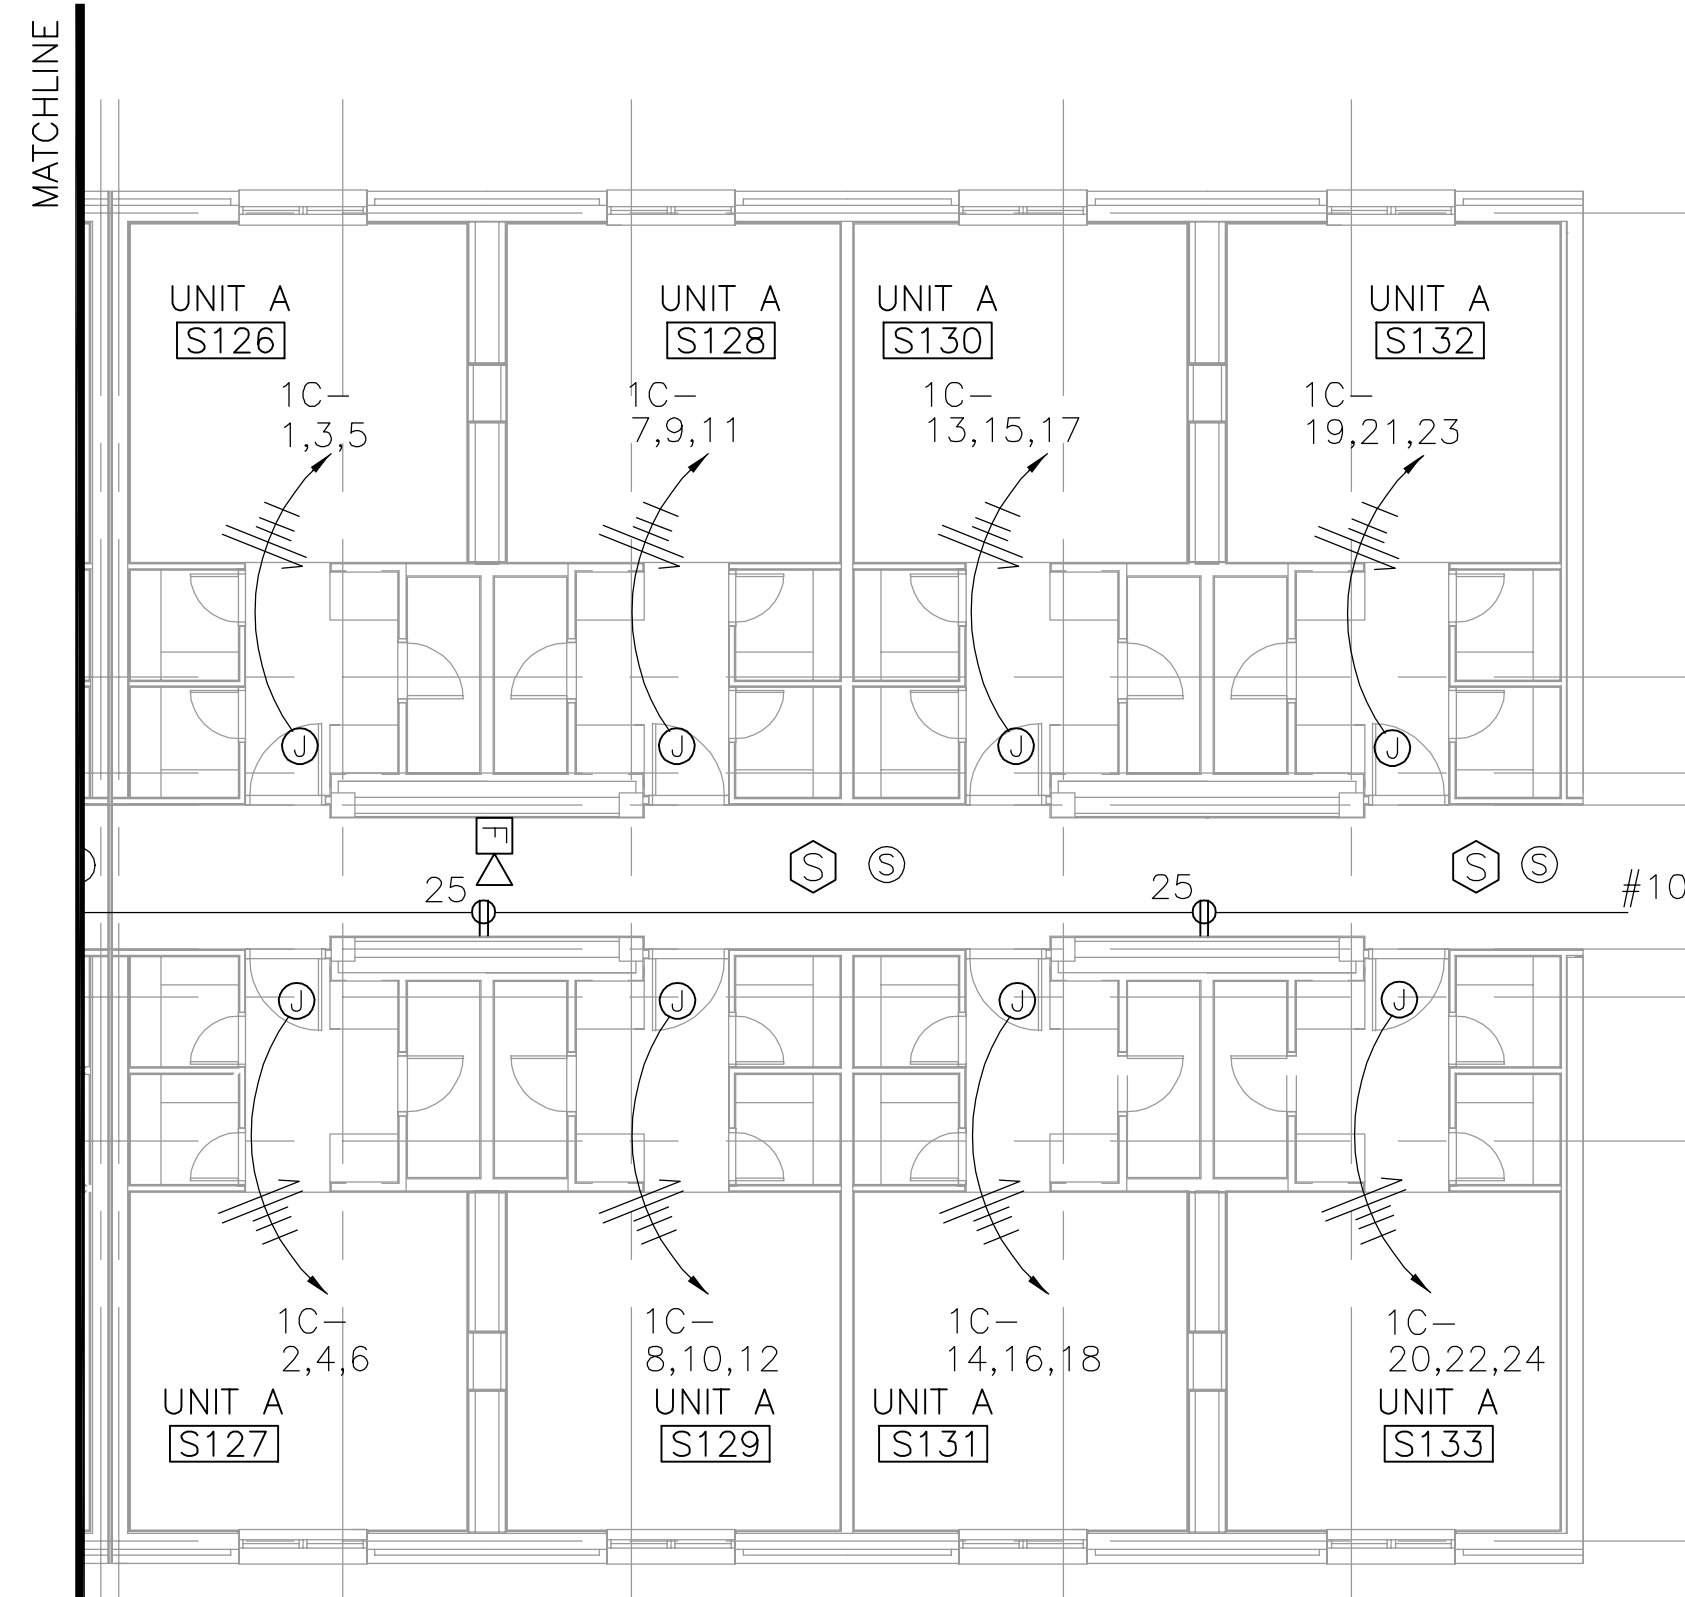 MATCHLINE
UNIT A
S126
1C-
1,3,5
UNIT A
S128
1C-
7,9,11
UNIT A
S130
1C-
13,15,17
UNIT A
S132
1C-
19,21,23
J
J
J
J
F
S
S
S
S
25
25
#10
J
J
J
J
1C-
2,4,6
UNIT A
S127
1C-
8,10,12
UNIT A
S129
1C-
14,16,18
UNIT A
S131
1C-
20,22,24
UNIT A
S133